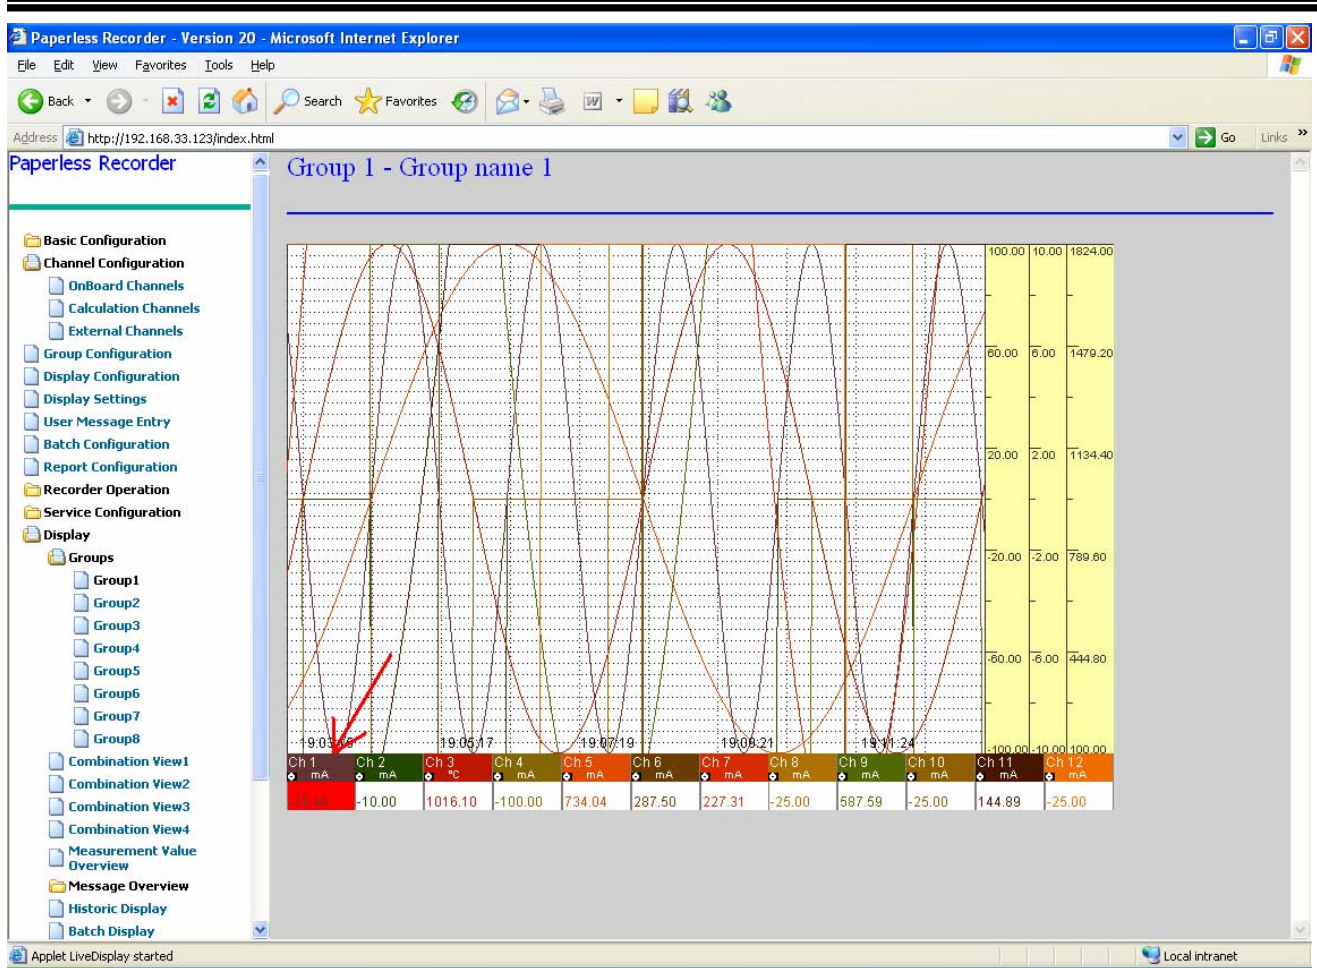 Paperless Recorder - Version 20 - Microsoft Internet Explorer
File Edit View Favorites Tools Help
Back Search Favorites
Address http://192.168.33.123/index.html Go Links »
Paperless Recorder
Group 1 - Group name 1
Basic Configuration
Channel Configuration
OnBoard Channels
Calculation Channels
External Channels
Group Configuration
Display Configuration
Display Settings
User Message Entry
Batch Configuration
Report Configuration
Recorder Operation
Service Configuration
Display
Groups
Group1
Group2
Group3
Group4
Group5
Group6
Group7
Group8
Combination View1
Combination View2
Combination View3
Combination View4
Measurement Value
Overview
Message Overview
Historic Display
Batch Display
100.00 10.00 1824.00
60.00 6.00 1479.20
20.00 2.00 1134.40
-20.00 -2.00 789.60
-60.00 -6.00 444.80
-100.00 -10.00 100.00
19:05:17 19:07:19 19:09:21 19:11:24
Ch 1 Ch 2 Ch 3 Ch 4 Ch 5 Ch 6 Ch 7 Ch 8 Ch 9 Ch 10 Ch 11 Ch 12
mA mA °C mA mA mA mA mA mA mA mA mA
-10.00 1016.10 -100.00 734.04 287.50 227.31 -25.00 587.59 -25.00 144.89 -25.00
Applet LiveDisplay started Local intranet